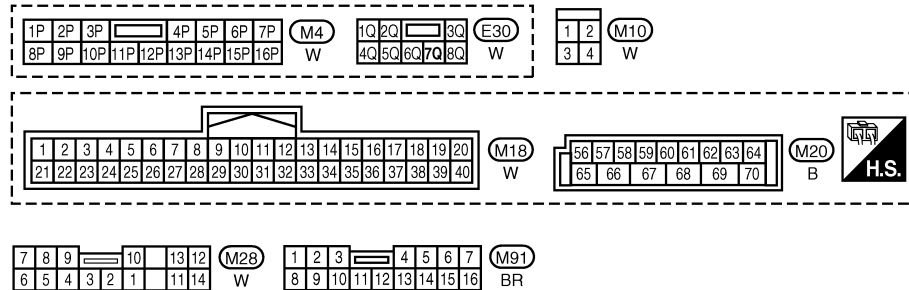 1P 2P 3P 4P 5P 6P 7P M4 1Q 2Q 3Q E30 1 2 M10
8P 9P 10P 11P 12P 13P 14P 15P 16P W 4Q 5Q 6Q 7Q 8Q W 3 4 W
1 2 3 4 5 6 7 8 9 10 11 12 13 14 15 16 17 18 19 20 M18 56 57 58 59 60 61 62 63 64 M20
21 22 23 24 25 26 27 28 29 30 31 32 33 34 35 36 37 38 39 40 W 65 66 67 68 69 70 B H.S.
7 8 9 10 13 12 M28 1 2 3 4 5 6 7 M91
6 5 4 3 2 1 11 14 W 8 9 10 11 12 13 14 15 16 BR